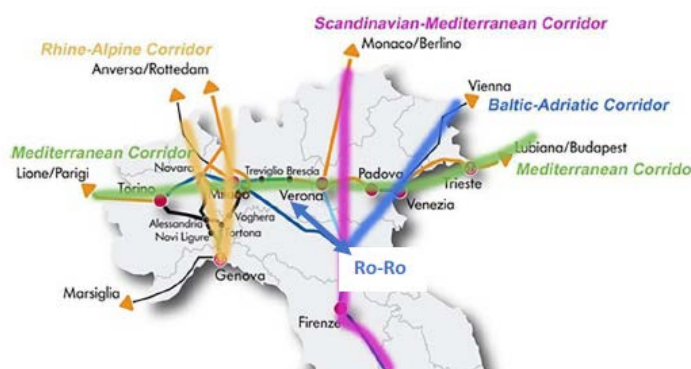 Scandinavian-Mediterranean Corridor
Monaco/Berlino
Rhine-Alpine Corridor
Anversa/Rottedam
Vienna
Baltic-Adriatic Corridor
Mediterranean Corridor
Lione/Parigi
Novara
Treviglio Brescia
Padova
Lubiana/Budapest
Mediterranean Corrido
Torino
Milano
Verona
Trieste
Venezia
Alessandria
Voghera
Novi Ligure
Tortona
Ro-Ro
Genova
Marsiglia
Firenze